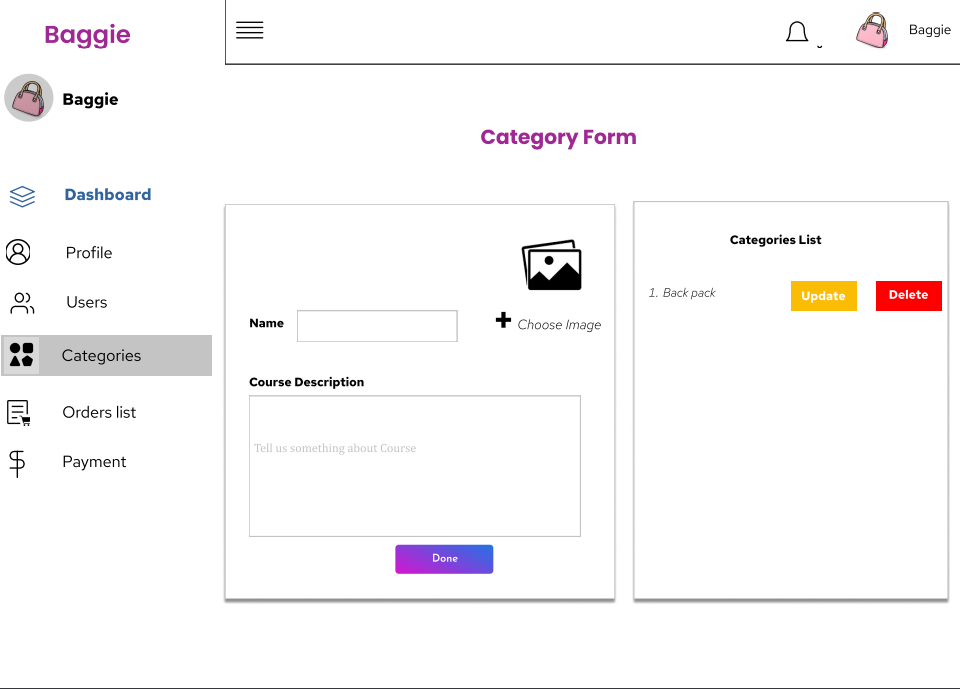 Baggie
Baggie
Baggie
Dashboard
Profile
Users
Categories
Orders list
Payment
Category Form
Name
Choose Image
Course Description
Tell us something about Course
Done
Categories List
1. Back pack
Update
Delete